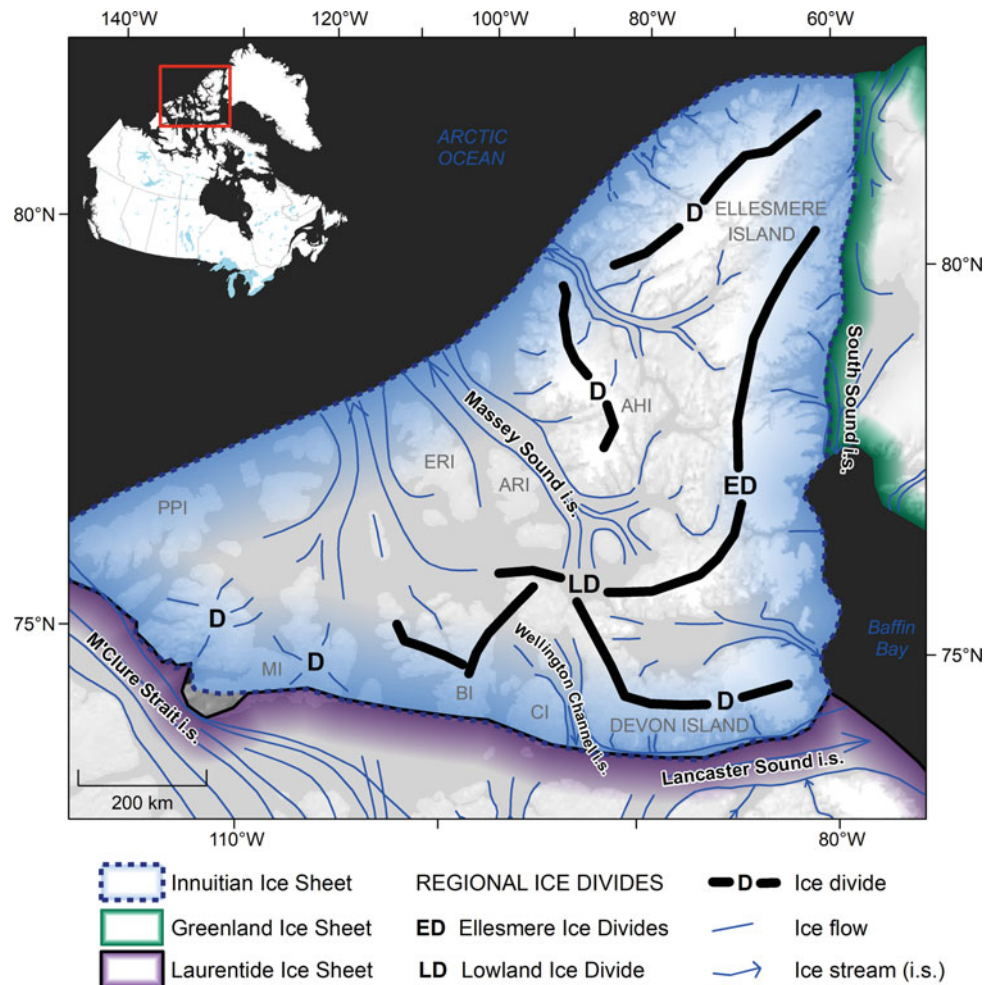 140°W 120°W 100°W 80°W 60°W
ARCTIC
OCEAN
80°N
ELLESMERE
ISLAND
D
80°N
South Sound i.s.
D
AHI
Massey Sound i.s.
ERI
ARI
ED
PPI
LD
75°N
D
Baffin
Bay
75°N
M'Clure Strait i.s.
MI
D
BI
CI
Wellington Channel i.s.
D
DEVON ISLAND
Lancaster Sound i.s.
200 km
110°W 80°W
Innuitian Ice Sheet
Greenland Ice Sheet
Laurentide Ice Sheet
REGIONAL ICE DIVIDES
ED Ellesmere Ice Divides
LD Lowland Ice Divide
D Ice divide
Ice flow
Ice stream (i.s.)